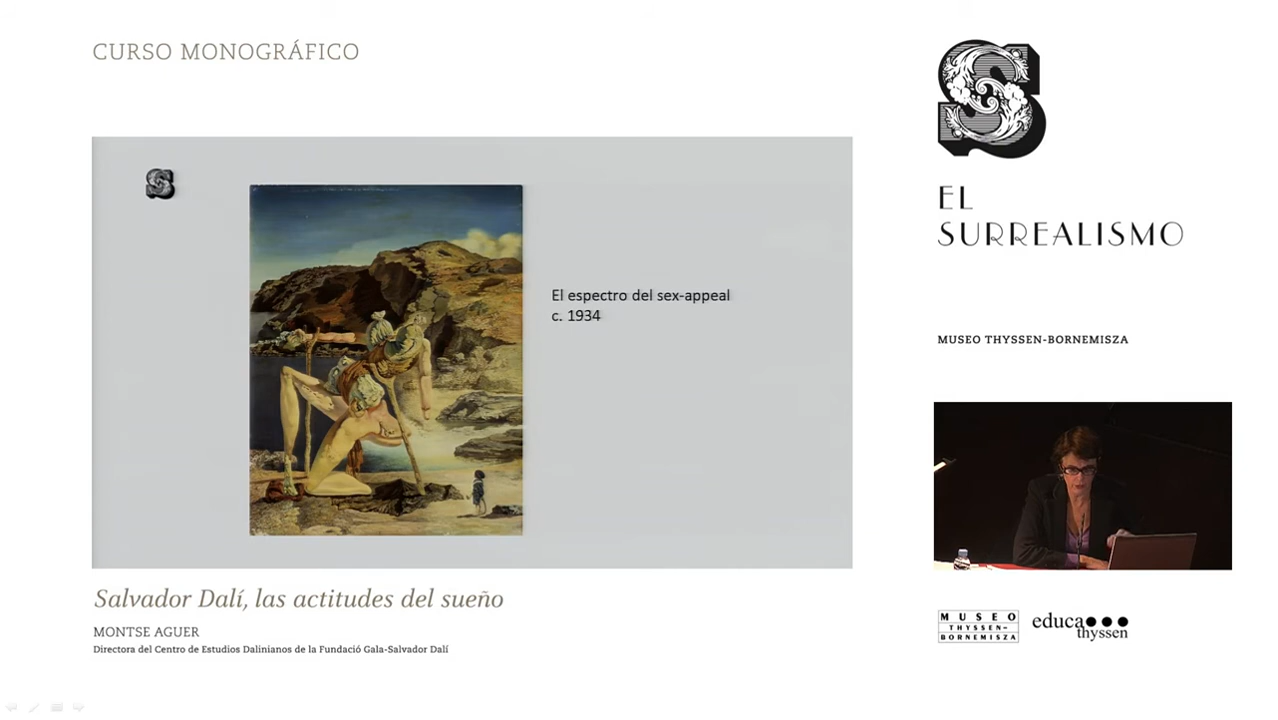 CURSO MONOGRÁFICO
S
S
EL
SURREALISMO
El espectro del sex-appeal
c. 1934
MUSEO THYSSEN-BORNEMISZA
Salvador Dalí, las actitudes del sueño
MONTSE AGUER
Directora del Centro de Estudios Dalinianos de la Fundació Gala-Salvador Dalí
MUSEO
THYSSEN-
BORNEMISZA
educa
thyssen